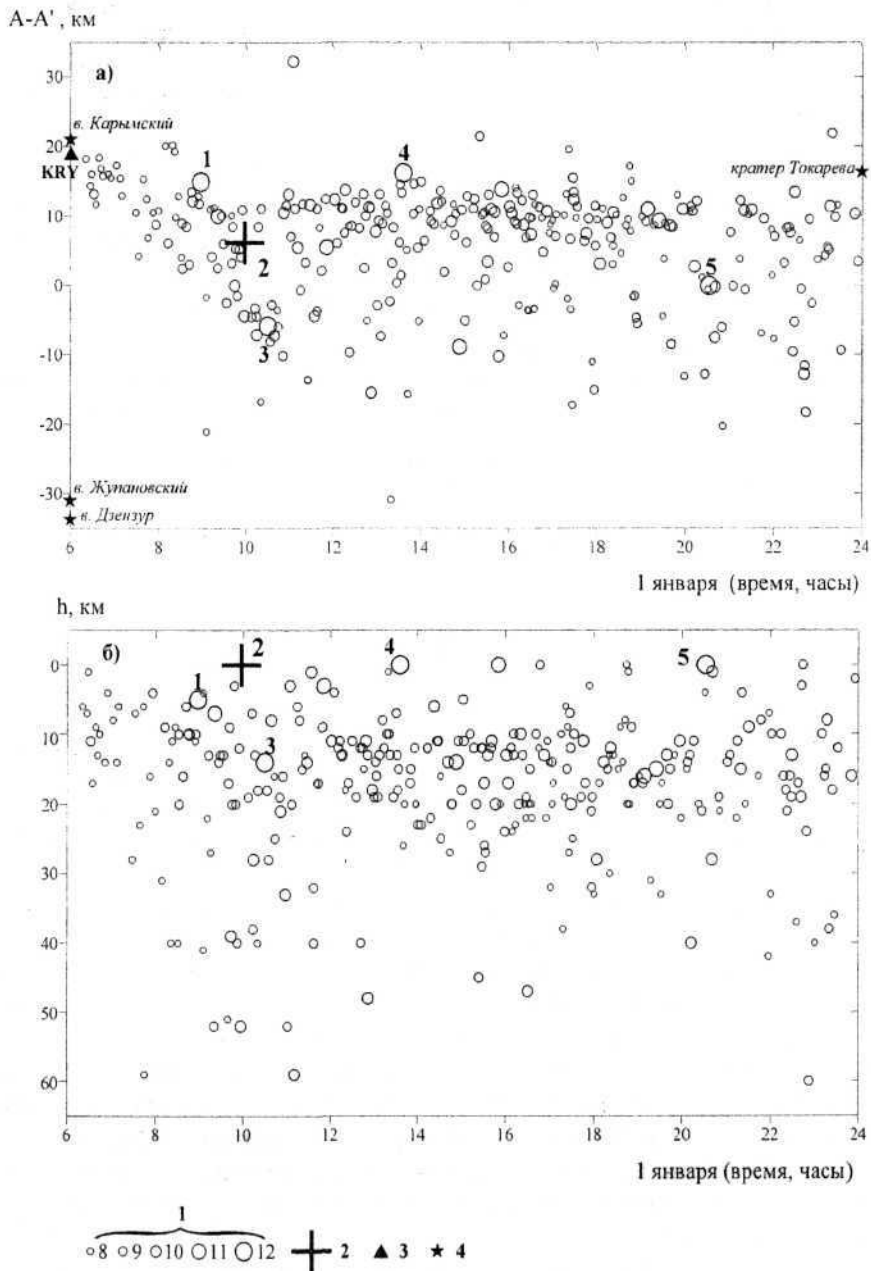 A-A' , км
30
20
10
0
-10
-20
-30
а)
в. Карымский
KRY
1
4
кратер Токарева
2
5
3
в. Жупановский
в. Дзензур
6 8 10 12 14 16 18 20 22 24
1 января (время, часы)
h, км
б)
2
4
5
1
3
0
10
20
30
40
50
60
6 8 10 12 14 16 18 20 22 24
1 января (время, часы)
1
8 9 10 11 12 2 3 4